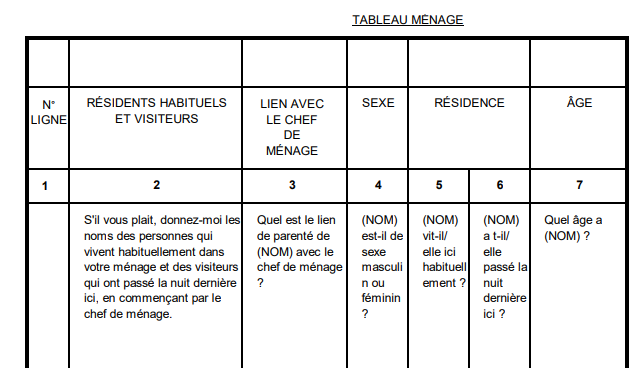 TABLEAU MÉNAGE
N°
LIGNE
RÉSIDENTS HABITUELS
ET VISITEURS
LIEN AVEC
LE CHEF
DE
MÉNAGE
SEXE
RÉSIDENCE
ÂGE
1
2
3
4
5
6
7
S'il vous plait, donnez-moi les
noms des personnes qui
vivent habituellement dans
votre ménage et des visiteurs
qui ont passé la nuit dernière
ici, en commençant par le
chef de ménage.
Quel est le lien
de parenté de
(NOM) avec le
chef de ménage
?
(NOM)
est-il de
sexe
masculi
n ou
féminin
?
(NOM)
vit-il/
elle ici
habituell
ement ?
(NOM)
a t-il/
elle
passé la
nuit
dernière
ici ?
Quel âge a
(NOM) ?